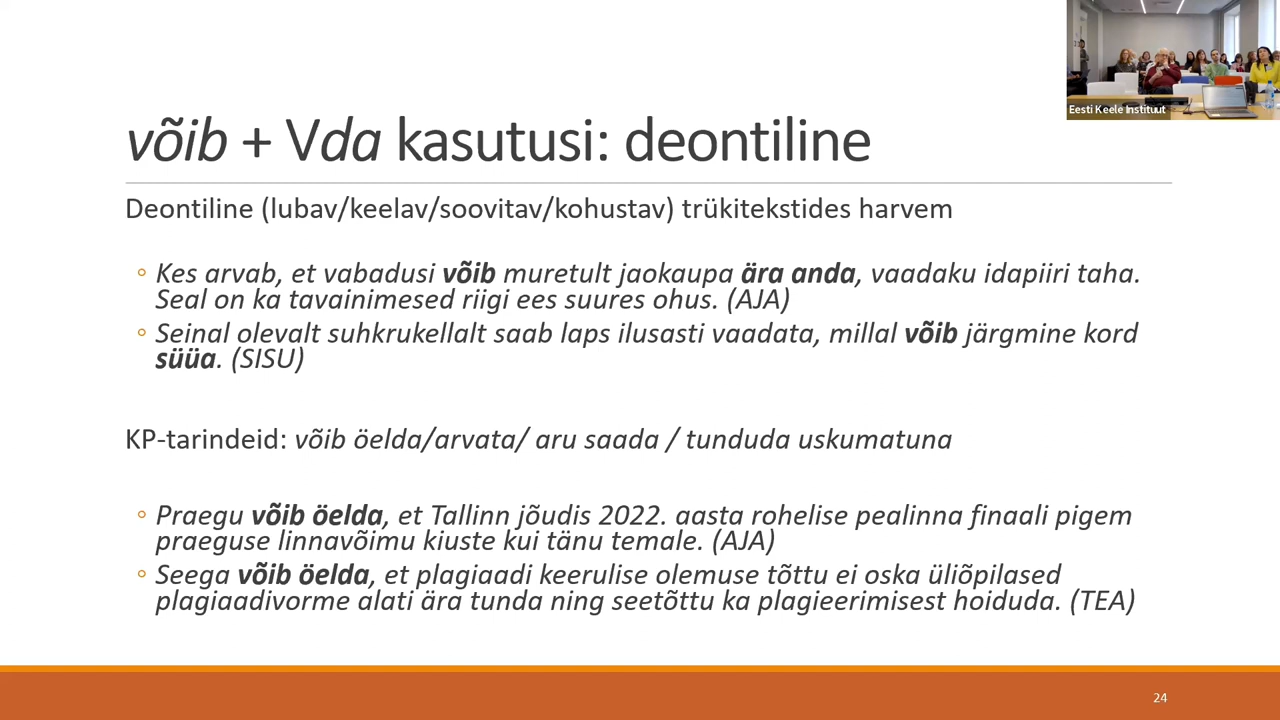 Eesti Keele Instituut
võib + Vda kasutusi: deontiline
Deontiline (lubav/keelav/soovitav/kohustav) trükitekstides harvem
◦ Kes arvab, et vabadusi võib muretult jaokaupa ära anda, vaadaku idapiiri taha.
Seal on ka tavainimesed riigi ees suures ohus. (AJA)
◦ Seinal olevalt suhkrukellalt saab laps ilusasti vaadata, millal võib järgmine kord
süüa. (SISU)
KP-tarindeid: võib öelda/arvata/ aru saada / tunduda uskumatuna
◦ Praegu võib öelda, et Tallinn jõudis 2022. aasta rohelise pealinna finaali pigem
praeguse linnavõimu kiuste kui tänu temale. (AJA)
◦ Seega võib öelda, et plagiaadi keerulise olemuse tõttu ei oska üliõpilased
plagiaadivorme alati ära tunda ning seetõttu ka plagieerimisest hoiduda. (TEA)
24